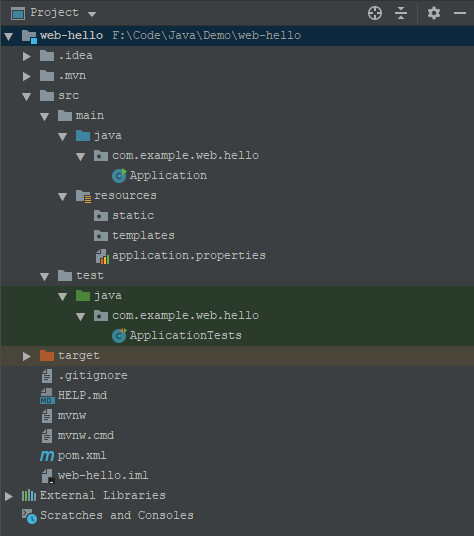 Project
web-hello F:\Code\Java\Demo\web-hello
.idea
.mvn
src
main
java
com.example.web.hello
Application
resources
static
templates
application.properties
test
java
com.example.web.hello
ApplicationTests
target
.gitignore
HELP.md
mvnw
mvnw.cmd
pom.xml
web-hello.iml
External Libraries
Scratches and Consoles